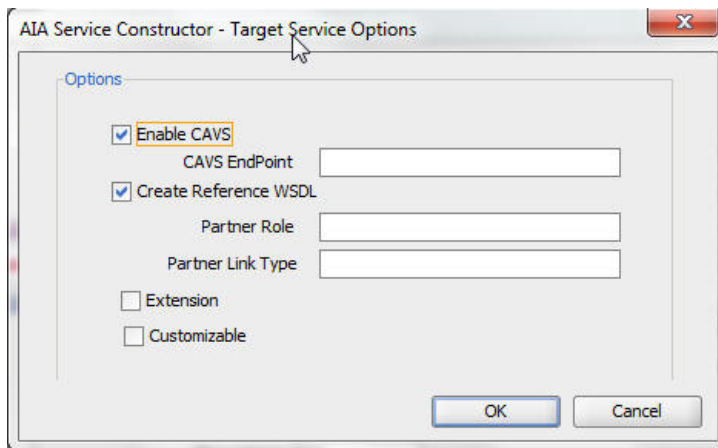 AIA Service Constructor - Target Service Options
Options
Enable CAVS
CAVS EndPoint
Create Reference WSDL
Partner Role
Partner Link Type
Extension
Customizable
OK Cancel